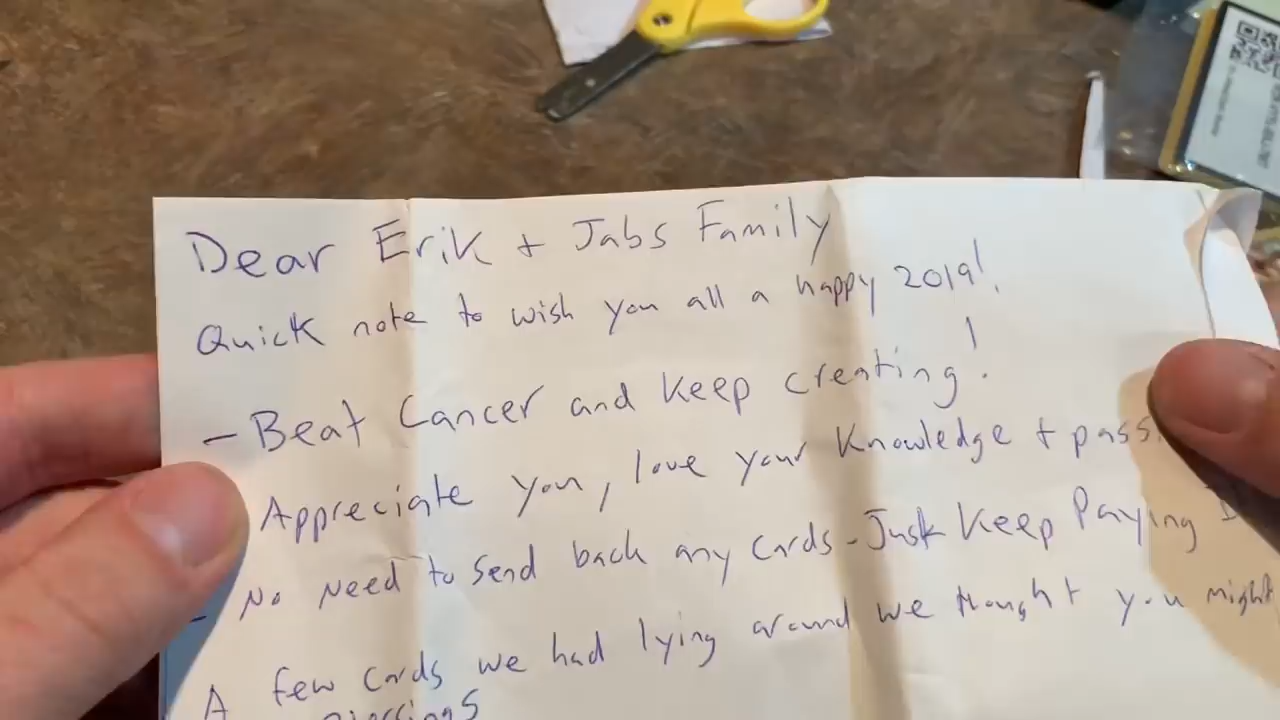 Dear Erik + Jabs Family
Quick note to wish you all a happy 2019!
- Beat Cancer and Keep creating!
Appreciate you, love your Knowledge + pass
- No Need to Send back any Cards - Just Keep Paying
A few Cards we had lying around we thought you might